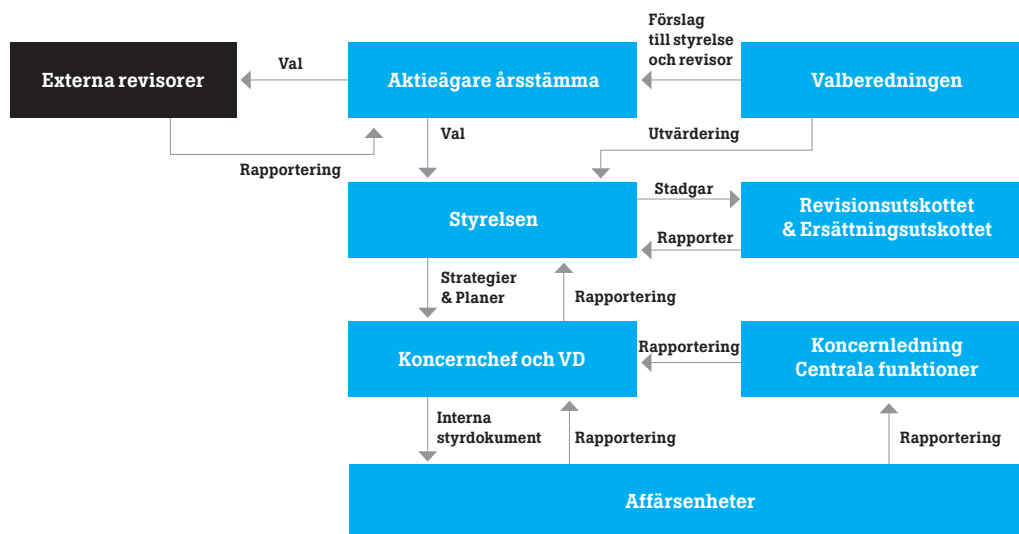 Förslag
till styrelse
och revisor
Externa revisorer
Val
Aktieägare årsstämma
Valberedningen
Val
Utvärdering
Rapportering
Styrelsen
Stadgar
Rapporter
Revisionsutskottet
& Ersättningsutskottet
Strategier
& Planer
Rapportering
Koncernchef och VD
Rapportering
Koncernledning
Centrala funktioner
Interna
styrdokument
Rapportering
Rapportering
Affärsenheter